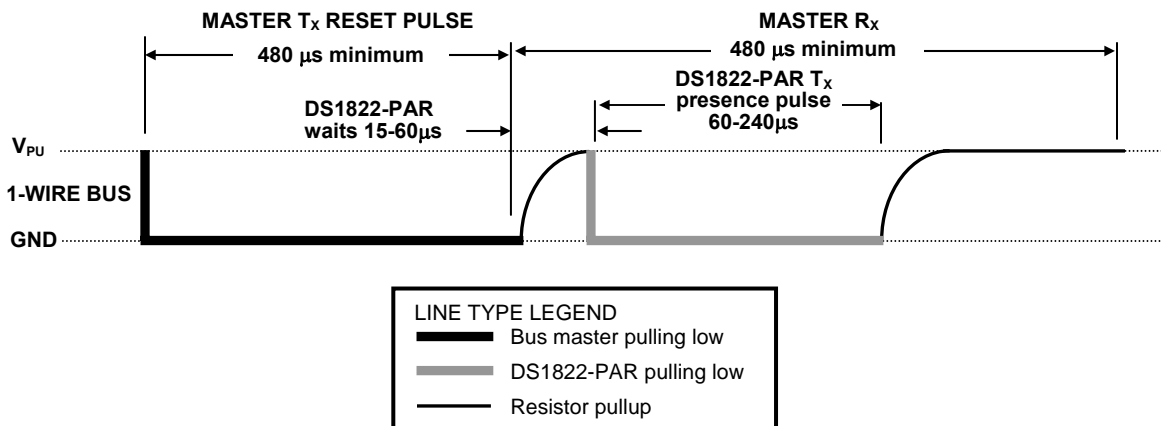 MASTER TX RESET PULSE
480 μs minimum
MASTER RX
480 μs minimum
DS1822-PAR
waits 15-60μs
DS1822-PAR TX
presence pulse
60-240μs
VPU
1-WIRE BUS
GND
LINE TYPE LEGEND
Bus master pulling low
DS1822-PAR pulling low
Resistor pullup